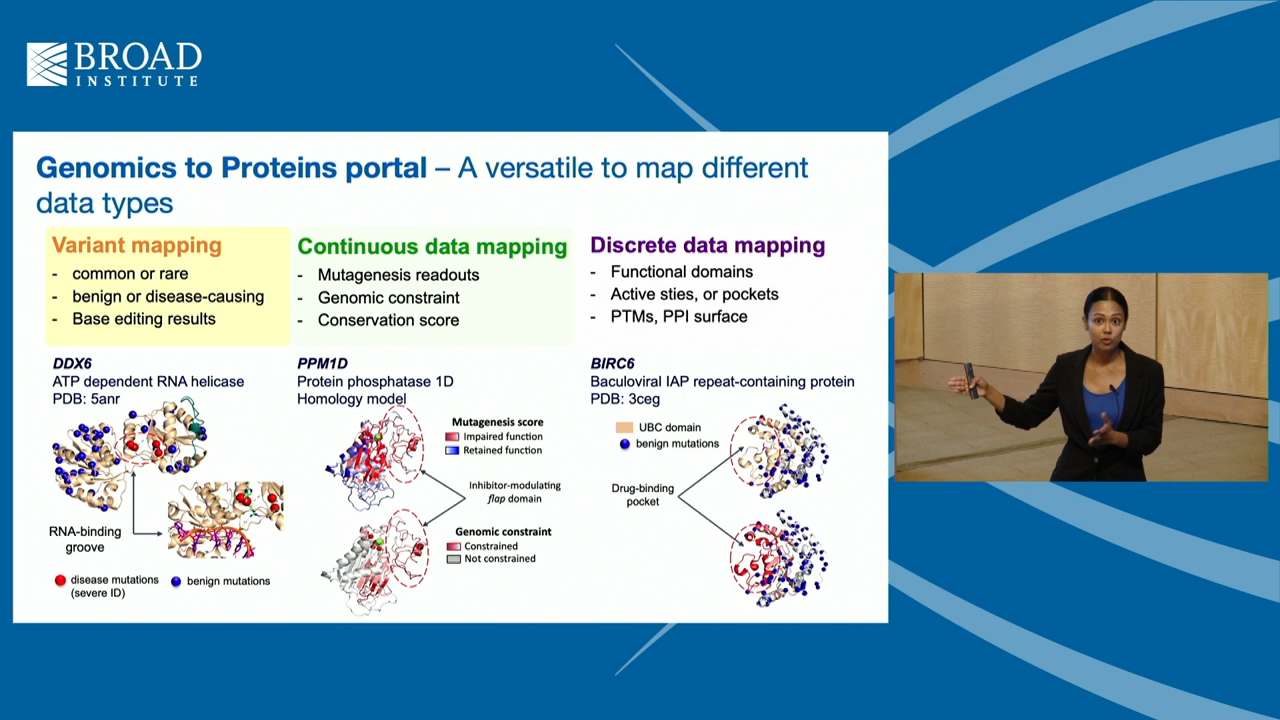 BROAD
INSTITUTE
Genomics to Proteins portal – A versatile to map different
data types
Variant mapping
- common or rare
- benign or disease-causing
- Base editing results
Continuous data mapping
- Mutagenesis readouts
- Genomic constraint
- Conservation score
Discrete data mapping
- Functional domains
- Active sties, or pockets
- PTMs, PPI surface
DDX6
ATP dependent RNA helicase
PDB: 5anr
RNA-binding
groove
disease mutations
(severe ID)
benign mutations
PPM1D
Protein phosphatase 1D
Homology model
Mutagenesis score
Impaired function
Retained function
Inhibitor-modulating
flap domain
Genomic constraint
Constrained
Not constrained
BIRC6
Baculoviral IAP repeat-containing protein
PDB: 3ceg
UBC domain
benign mutations
Drug-binding
pocket